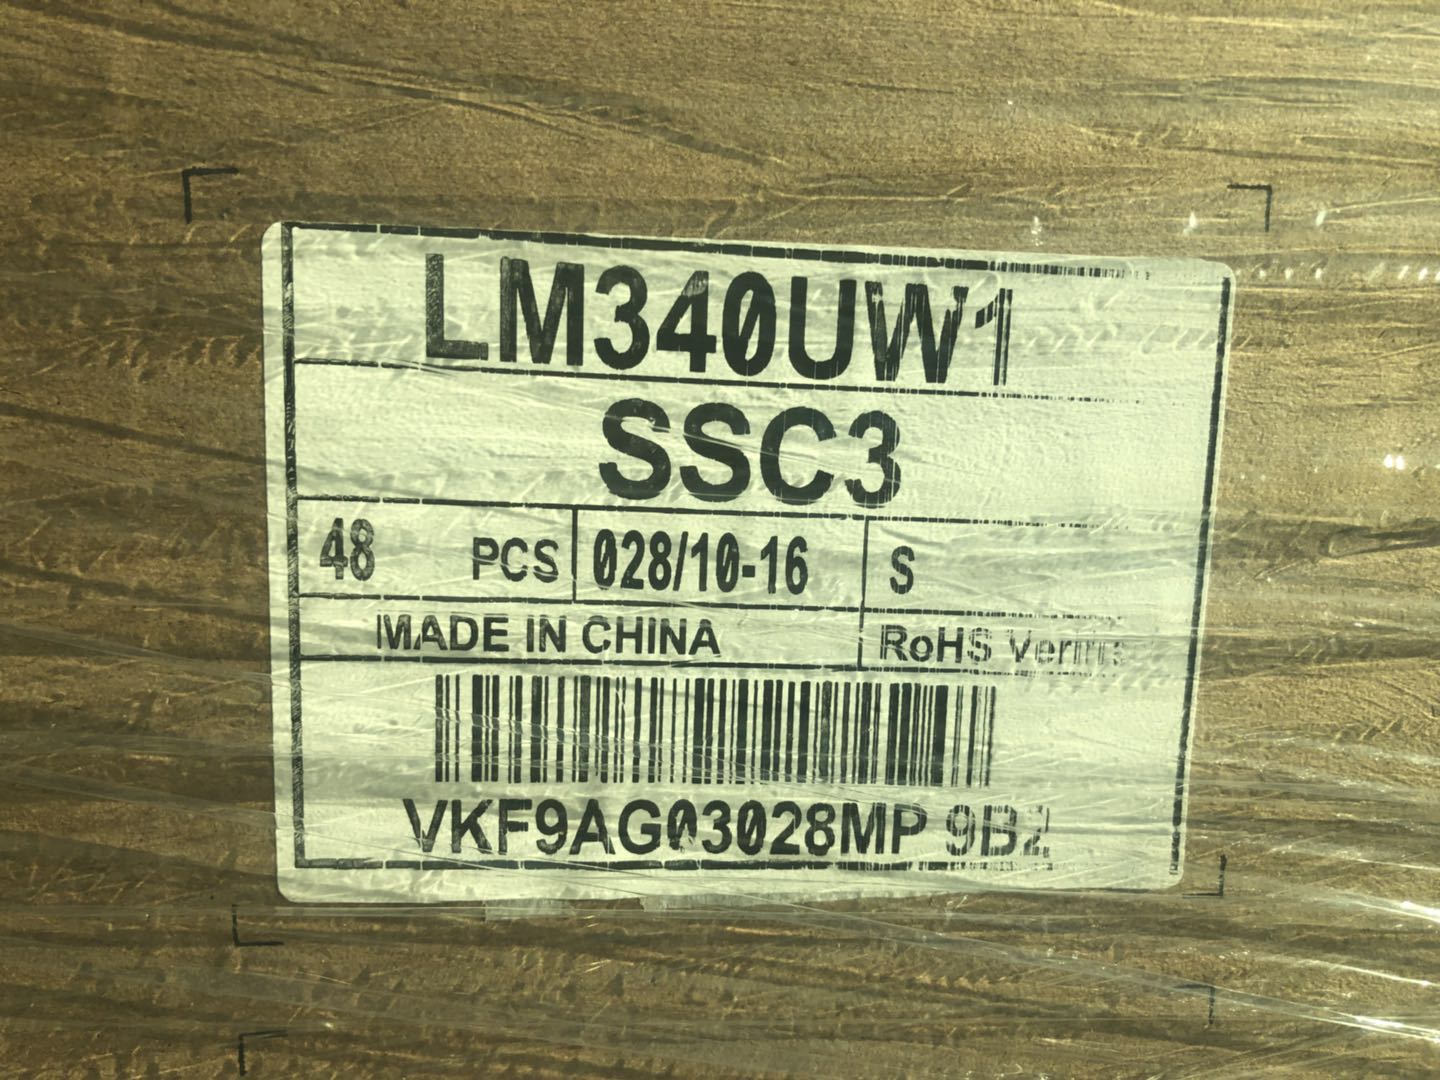 LM340UW1
SSC3
48 PCS 028/10-16 S
MADE IN CHINA RoHS
VKF9AG03028MP 9B2